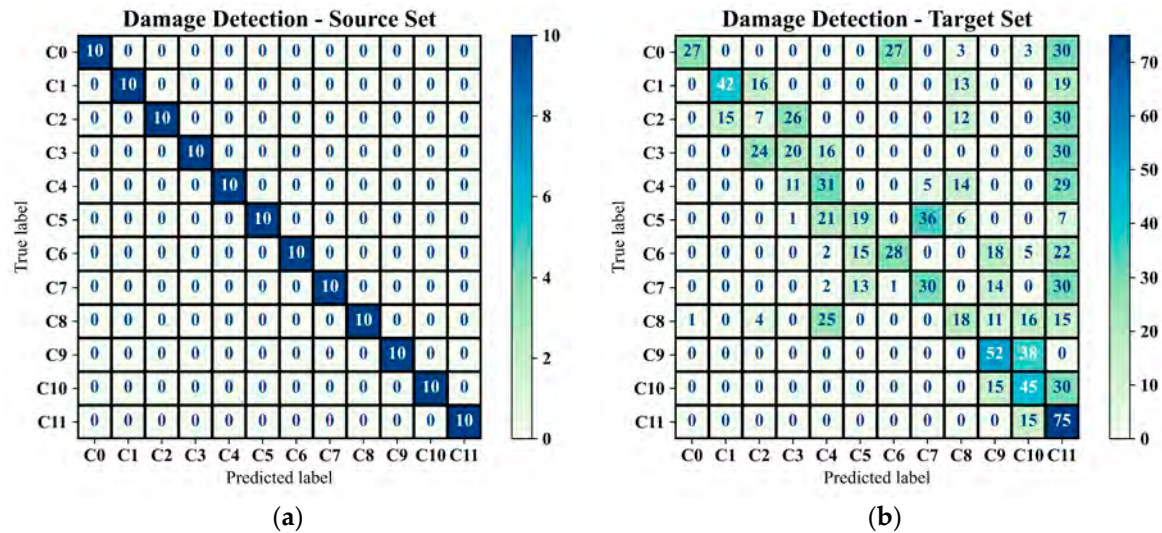 Damage Detection - Source Set
C0 10 0 0 0 0 0 0 0 0 0 0 0
C1 0 10 0 0 0 0 0 0 0 0 0 0
C2 0 0 10 0 0 0 0 0 0 0 0 0
C3 0 0 0 10 0 0 0 0 0 0 0 0
C4 0 0 0 0 10 0 0 0 0 0 0 0
C5 0 0 0 0 0 10 0 0 0 0 0 0
C6 0 0 0 0 0 0 10 0 0 0 0 0
C7 0 0 0 0 0 0 0 10 0 0 0 0
C8 0 0 0 0 0 0 0 0 10 0 0 0
C9 0 0 0 0 0 0 0 0 0 10 0 0
C10 0 0 0 0 0 0 0 0 0 0 10 0
C11 0 0 0 0 0 0 0 0 0 0 0 10
C0 C1 C2 C3 C4 C5 C6 C7 C8 C9 C10 C11
Predicted label
True label
10
8
6
4
2
0
(a)
Damage Detection - Target Set
C0 27 0 0 0 0 0 27 0 3 0 3 30
C1 0 42 16 0 0 0 0 0 13 0 0 19
C2 0 15 7 26 0 0 0 0 12 0 0 30
C3 0 0 24 20 16 0 0 0 0 0 0 30
C4 0 0 0 11 31 0 0 5 14 0 0 29
C5 0 0 0 1 21 19 0 36 6 0 0 7
C6 0 0 0 0 2 15 28 0 0 18 5 22
C7 0 0 0 0 2 13 1 30 0 14 0 30
C8 1 0 4 0 25 0 0 0 18 11 16 15
C9 0 0 0 0 0 0 0 0 0 52 38 0
C10 0 0 0 0 0 0 0 0 0 15 45 30
C11 0 0 0 0 0 0 0 0 0 0 15 75
C0 C1 C2 C3 C4 C5 C6 C7 C8 C9 C10 C11
Predicted label
True label
70
60
50
40
30
20
10
0
(b)